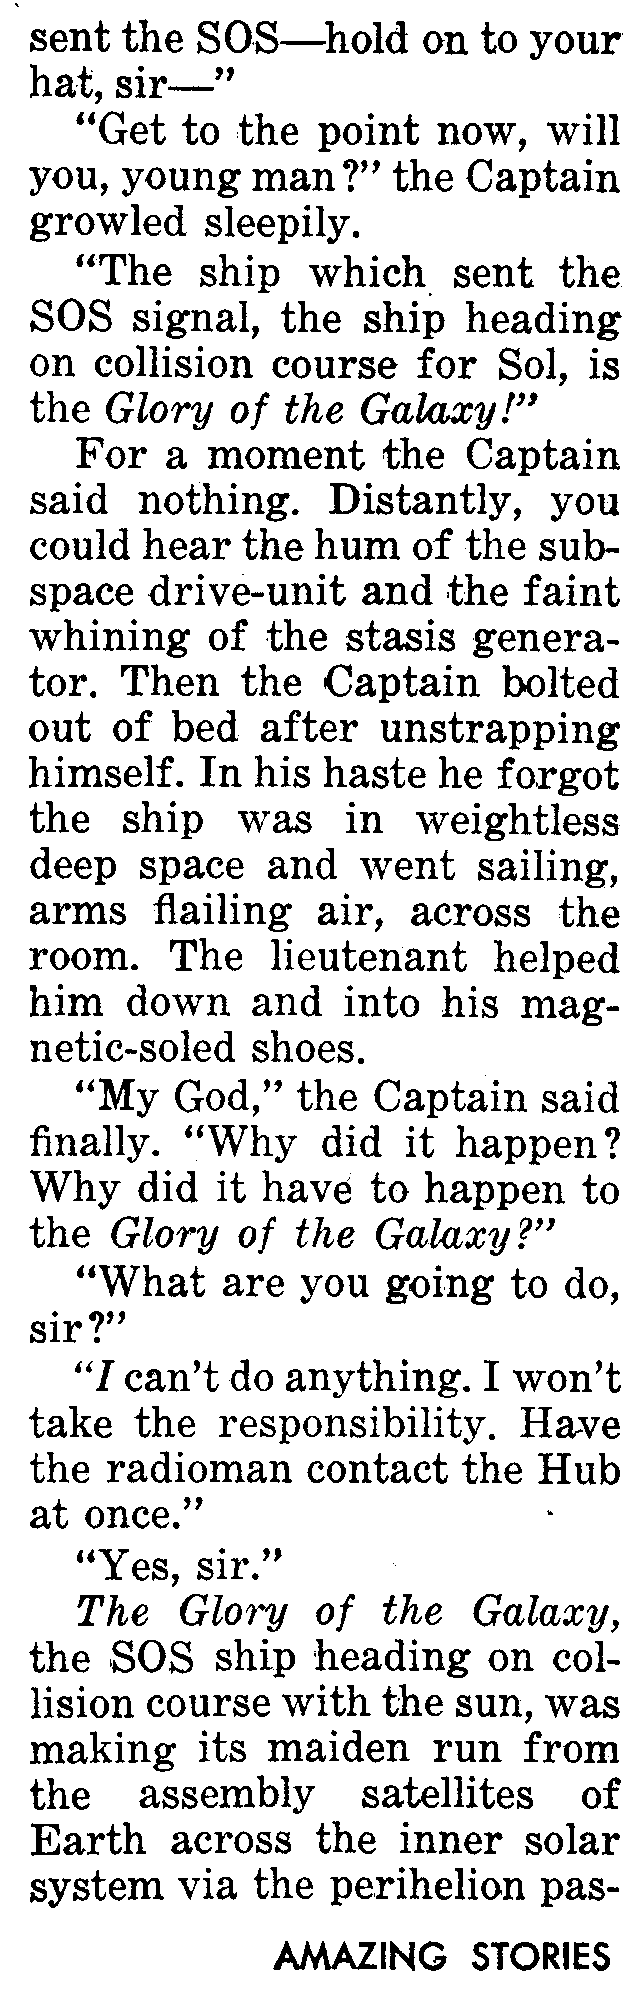 sent the SOS—hold on to your
hat, sir—”
“Get to the point now, will
you, young man?” the Captain
growled sleepily.
“The ship which sent the
SOS signal, the ship heading
on collision course for Sol, is
the Glory of the Galaxy!”
For a moment the Captain
said nothing. Distantly, you
could hear the hum of the sub-
space drive-unit and the faint
whining of the stasis genera-
tor. Then the Captain bolted
out of bed after unstrapping
himself. In his haste he forgot
the ship was in weightless
deep space and went sailing,
arms flailing air, across the
room. The lieutenant helped
him down and into his mag-
netic-soled shoes.
“My God,” the Captain said
finally. “Why did it happen?
Why did it have to happen to
the Glory of the Galaxy?”
“What are you going to do,
sir?”
“I can’t do anything. I won’t
take the responsibility. Have
the radioman contact the Hub
at once.”
“Yes, sir.”
The Glory of the Galaxy,
the SOS ship heading on col-
lision course with the sun, was
making its maiden run from
the assembly satellites of
Earth across the inner solar
system via the perihelion pas-
AMAZING STORIES